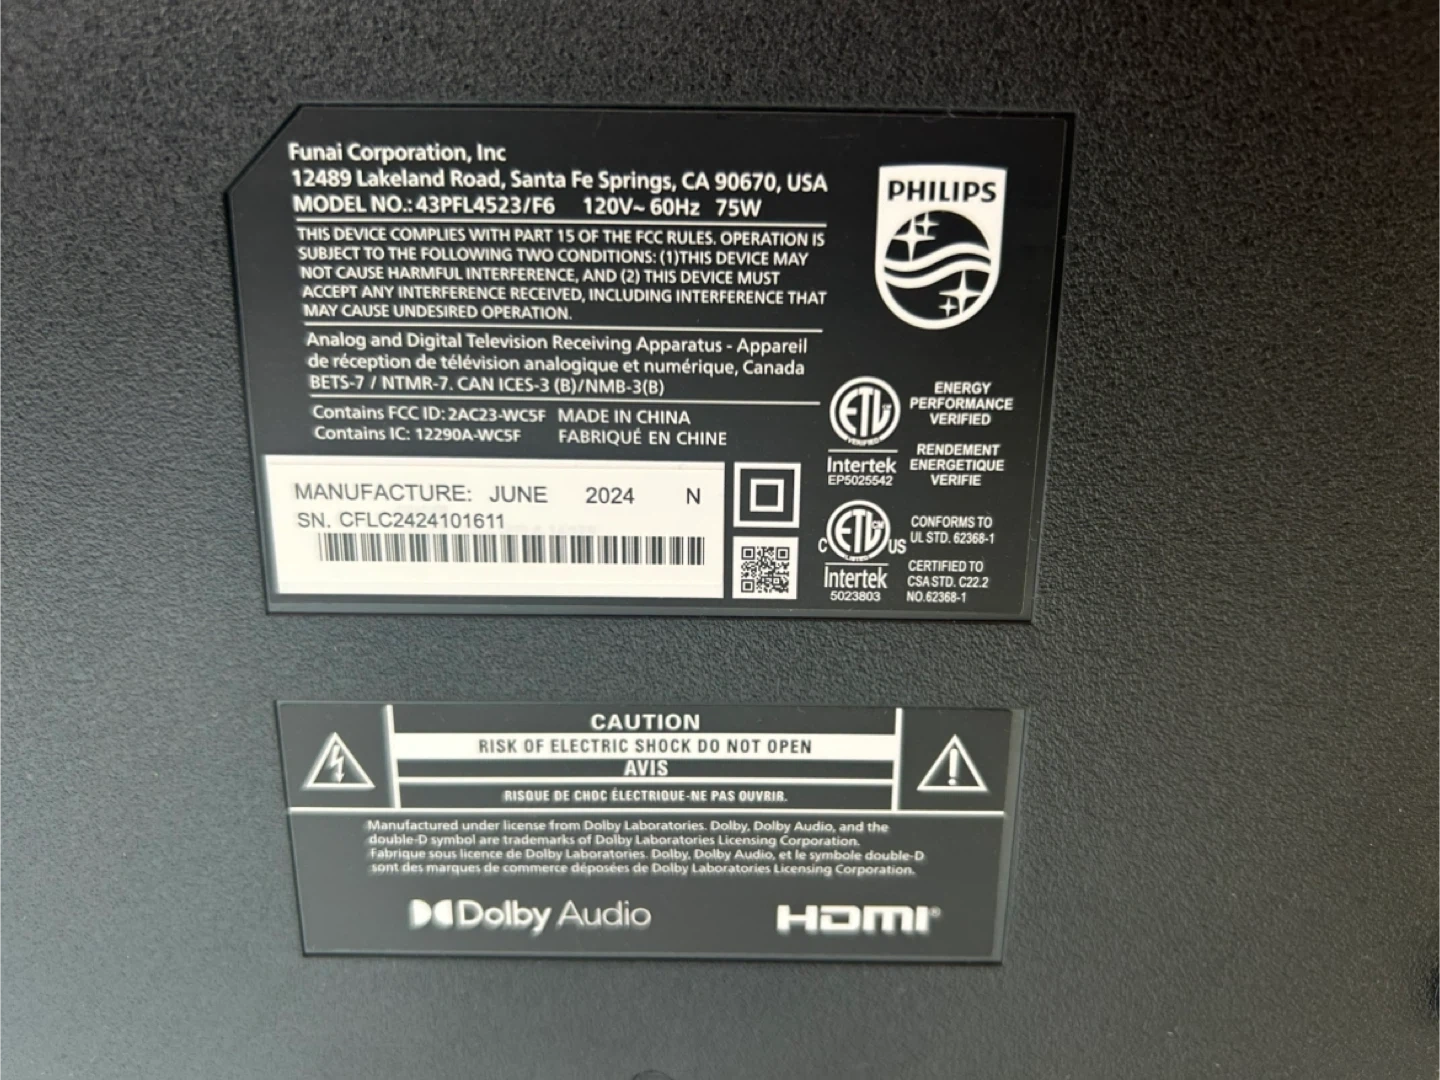 Funai Corporation, Inc
12489 Lakeland Road, Santa Fe Springs, CA 90670, USA
MODEL NO.: 43PFL4523/F6 120V~ 60Hz 75W
THIS DEVICE COMPLIES WITH PART 15 OF THE FCC RULES. OPERATION IS
SUBJECT TO THE FOLLOWING TWO CONDITIONS: (1)THIS DEVICE MAY
NOT CAUSE HARMFUL INTERFERENCE, AND (2) THIS DEVICE MUST
ACCEPT ANY INTERFERENCE RECEIVED, INCLUDING INTERFERENCE THAT
MAY CAUSE UNDESIRED OPERATION.
Analog and Digital Television Receiving Apparatus - Appareil
de réception de télévision analogique et numérique, Canada
BETS-7 / NTMR-7. CAN ICES-3 (B)/NMB-3(B)
Contains FCC ID: 2AC23-WC5F MADE IN CHINA
Contains IC: 12290A-WC5F FABRIQUÉ EN CHINE
MANUFACTURE: JUNE 2024 N
SN. CFLC2424101611
PHILIPS
ETL
VERIFIED
Intertek
EP5025542
ENERGY
PERFORMANCE
VERIFIED
RENDEMENT
ENERGETIQUE
VERIFIE
C ETL CM US
Intertek
5023803
CONFORMS TO
UL STD. 62368-1
CERTIFIED TO
CSA STD. C22.2
NO.62368-1
CAUTION
RISK OF ELECTRIC SHOCK DO NOT OPEN
AVIS
RISQUE DE CHOC ÉLECTRIQUE-NE PAS OUVRIR.
Manufactured under license from Dolby Laboratories. Dolby, Dolby Audio, and the
double-D symbol are trademarks of Dolby Laboratories Licensing Corporation.
Fabrique sous licence de Dolby Laboratories. Dolby, Dolby Audio, et le symbole double-D
sont des marques de commerce déposées de Dolby Laboratories Licensing Corporation.
Dolby Audio
HDMI®